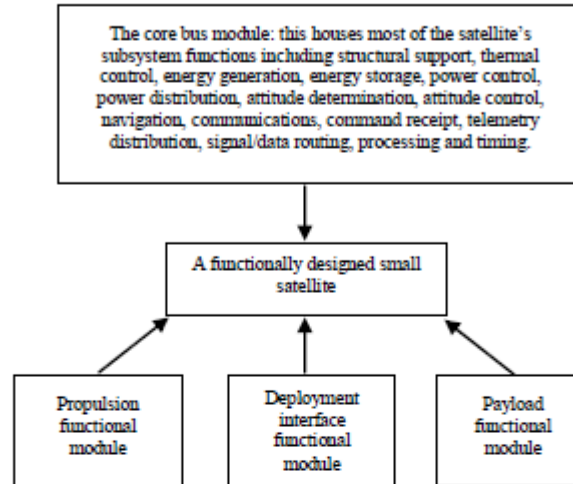 The core bus module: this houses most of the satellite's
subsystem functions including structural support, thermal
control, energy generation, energy storage, power control,
power distribution, attitude determination, attitude control,
navigation, communications, command receipt, telemetry
distribution, signal/data routing, processing and timing.
A functionally designed small
satellite
Propulsion
functional
module
Deployment
interface
functional
module
Payload
functional
module